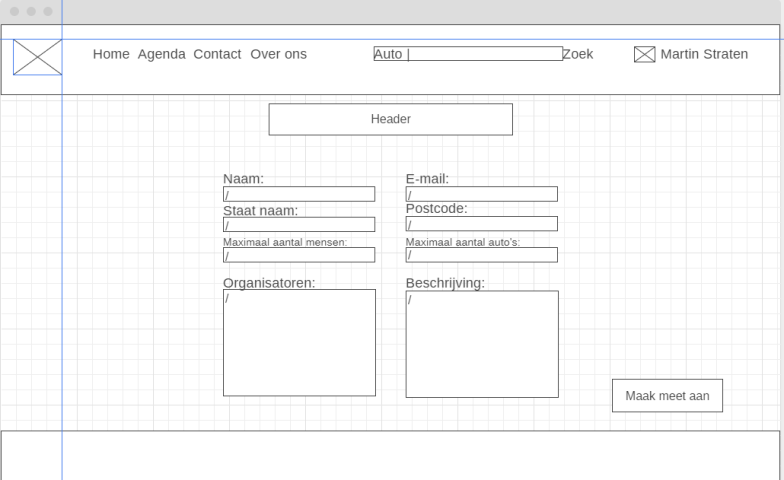 Home Agenda Contact Over ons Auto | Zoek Martin Straten
Header
Naam: E-mail:
/ /
Staat naam: Postcode:
/ /
Maximaal aantal mensen: Maximaal aantal auto's:
/ /
Organisatoren: Beschrijving:
/ /
Maak meet aan